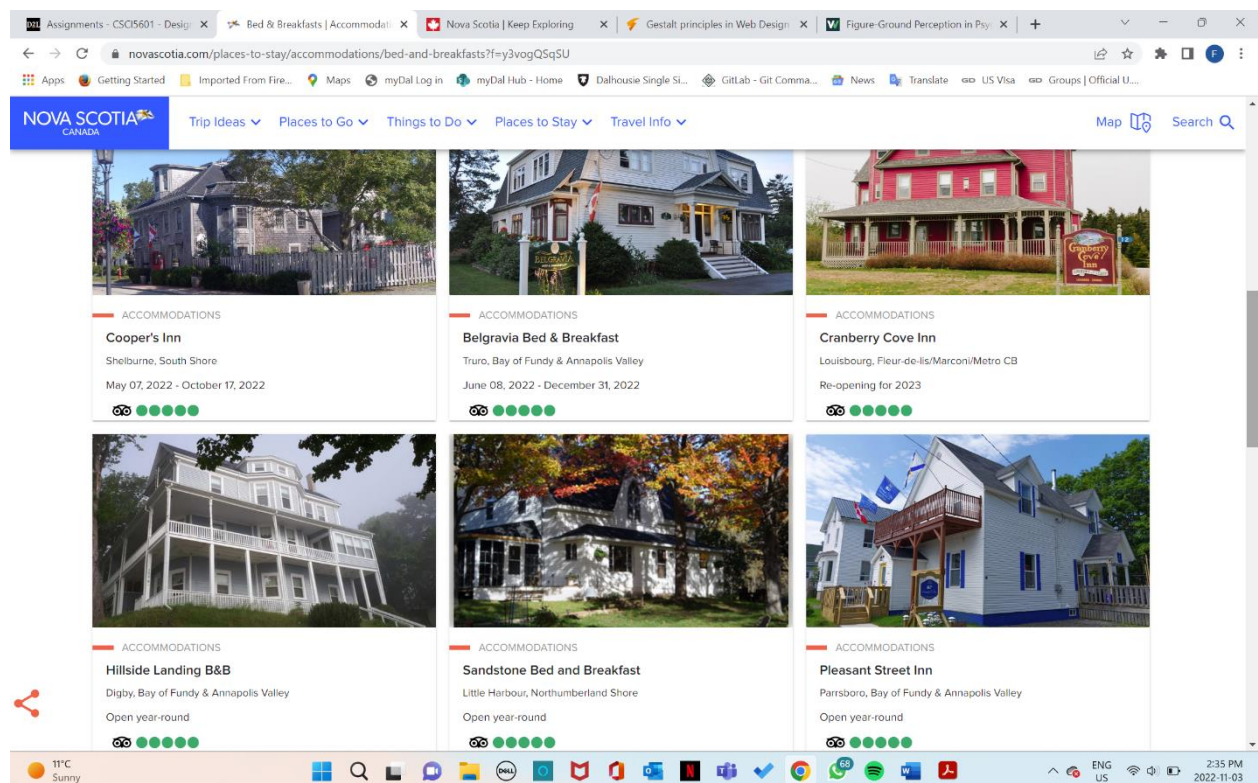 Assignments - CSCI5601 - Desig
Bed & Breakfasts | Accommodati
Nova Scotia | Keep Exploring
Gestalt principles in Web Design
Figure-Ground Perception in Psy
novascotia.com/places-to-stay/accommodations/bed-and-breakfasts?f=y3vogQSqSU
Apps Getting Started Imported From Fire... Maps myDal Log in myDal Hub - Home Dalhousie Single Si... GitLab - Git Comma... News Translate US Visa Groups | Official U....
NOVA SCOTIA
CANADA
Trip Ideas Places to Go Things to Do Places to Stay Travel Info Map Search
BELGRAVIA
Cranberry
Cove
Inn
12
ACCOMMODATIONS
Cooper's Inn
Shelburne, South Shore
May 07, 2022 - October 17, 2022
ACCOMMODATIONS
Belgravia Bed & Breakfast
Truro, Bay of Fundy & Annapolis Valley
June 08, 2022 - December 31, 2022
ACCOMMODATIONS
Cranberry Cove Inn
Louisbourg, Fleur-de-lis/Marconi/Metro CB
Re-opening for 2023
ACCOMMODATIONS
Hillside Landing B&B
Digby, Bay of Fundy & Annapolis Valley
Open year-round
ACCOMMODATIONS
Sandstone Bed and Breakfast
Little Harbour, Northumberland Shore
Open year-round
ACCOMMODATIONS
Pleasant Street Inn
Parrsboro, Bay of Fundy & Annapolis Valley
Open year-round
11°C
Sunny
68
ENG
US
2:35 PM
2022-11-03